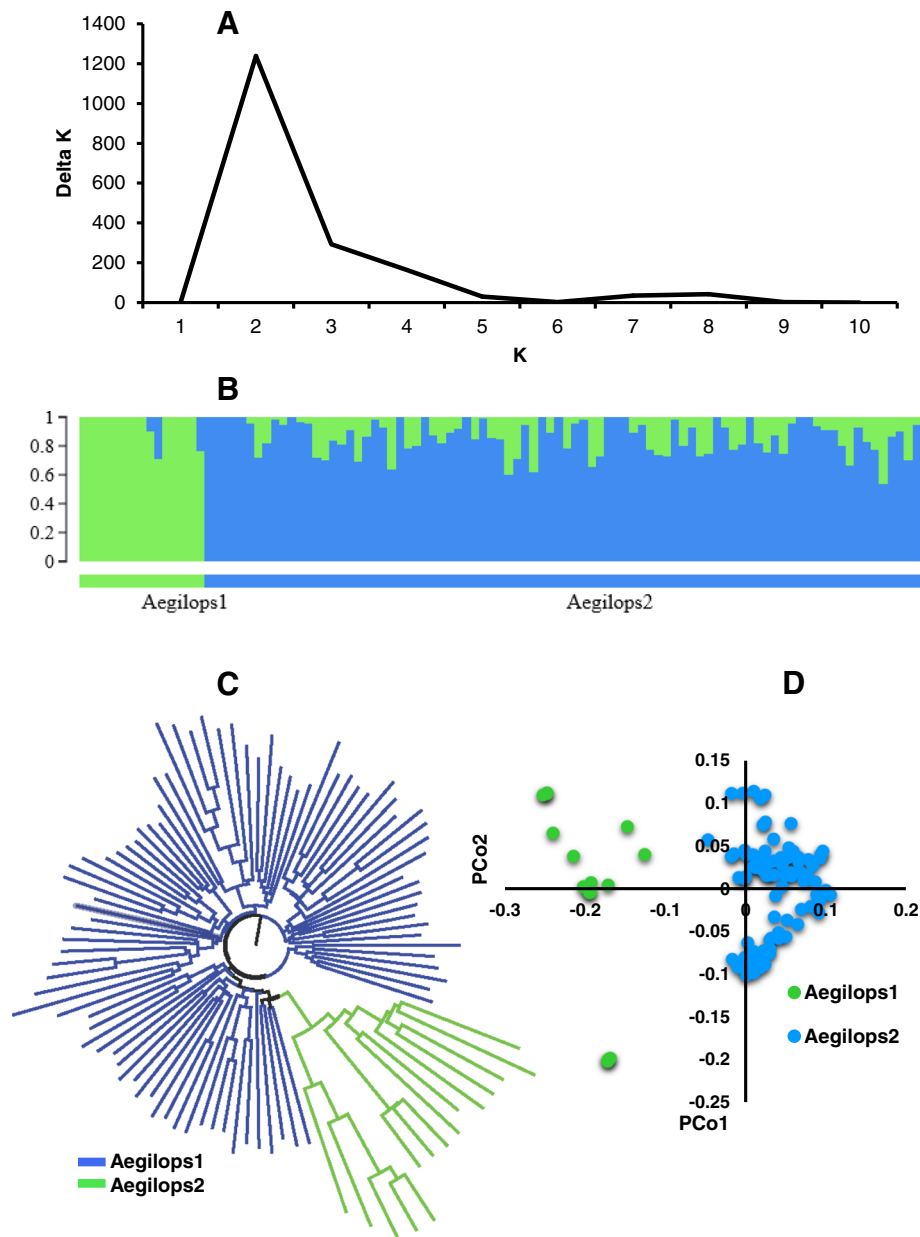 A
1400
1200
1000
800
600
400
200
0
Delta K
1 2 3 4 5 6 7 8 9 10
K
B
1
0.8
0.6
0.4
0.2
0
Aegilops1 Aegilops2
C
Aegilops1
Aegilops2
D
0.15
0.1
0.05
0
-0.05
-0.1
-0.15
-0.2
-0.25
PCo2
-0.3 -0.2 -0.1 0 0.1 0.2
Aegilops1
Aegilops2
PCo1